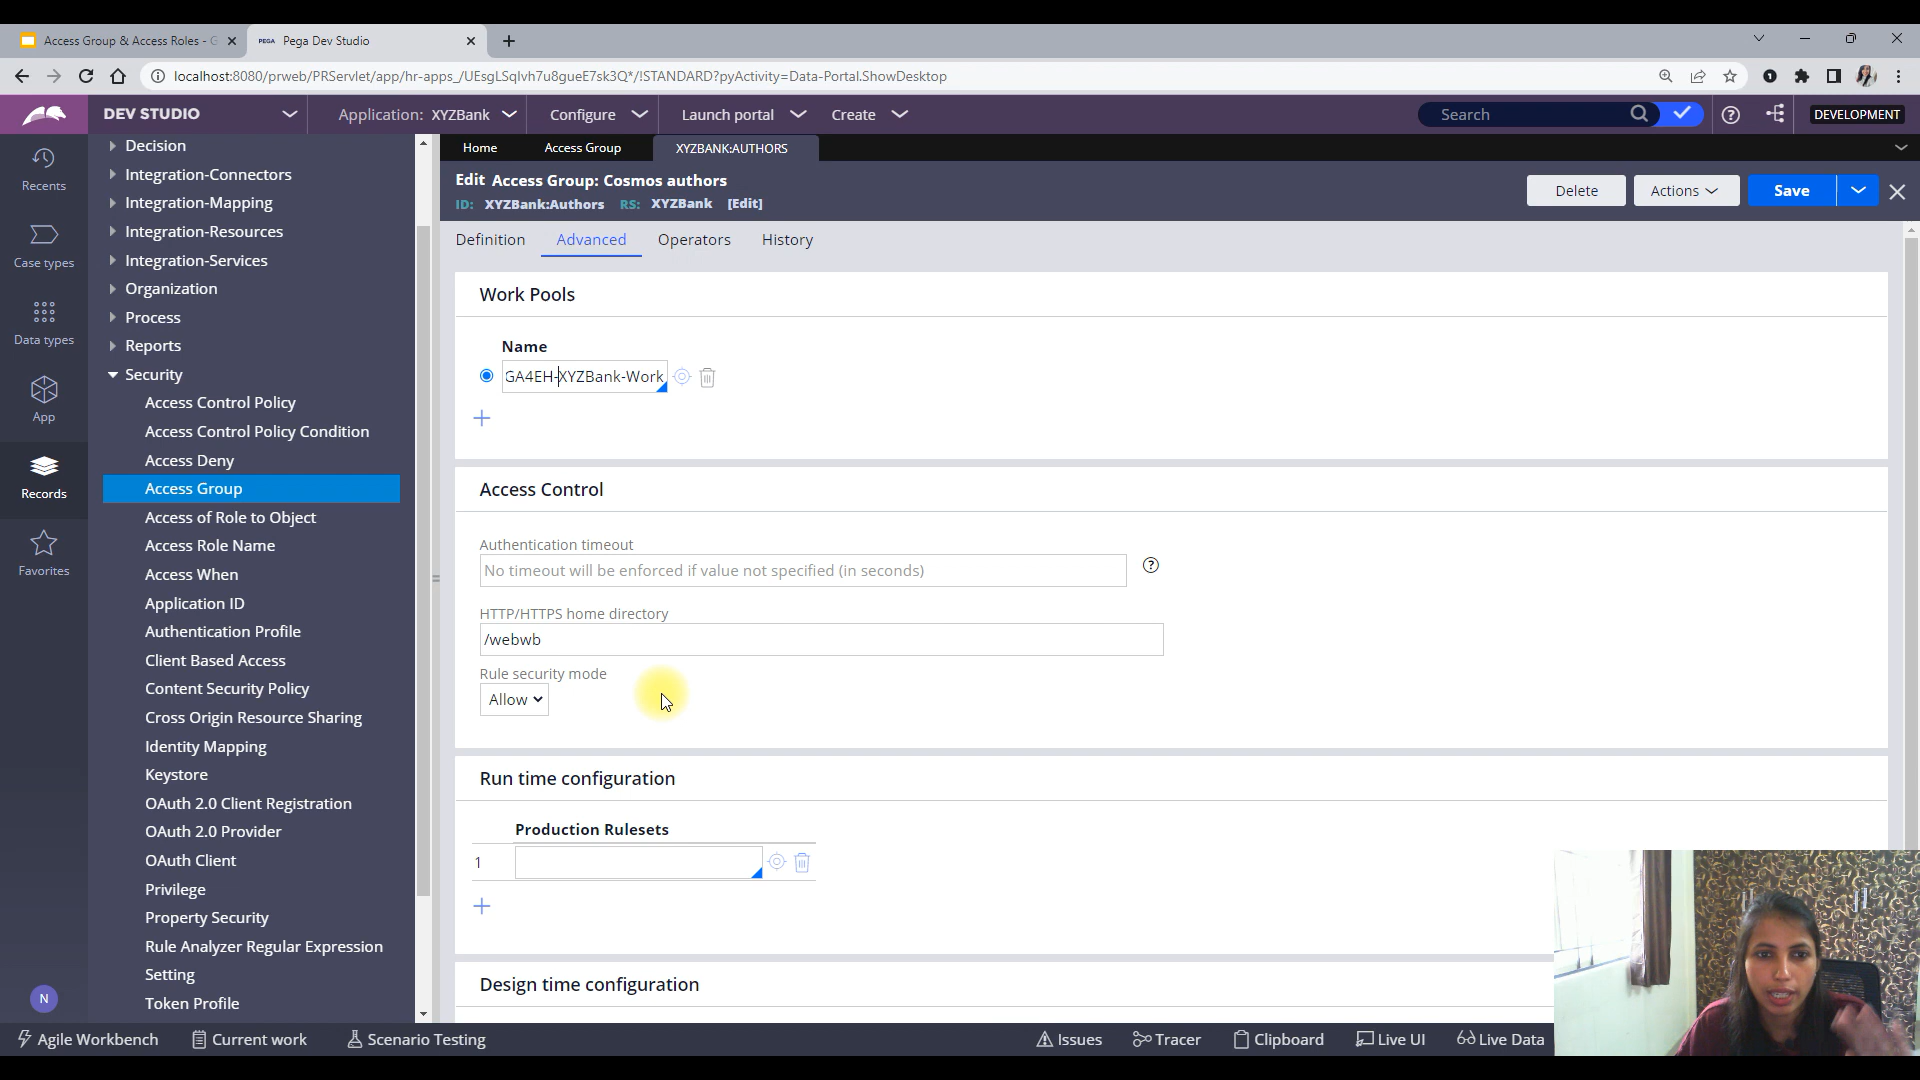 Access Group & Access Roles - G
PEGA Pega Dev Studio
localhost:8080/prweb/PRServlet/app/hr-apps_/UEsgLSqlvh7u8gueE7sk3Q*/!STANDARD?pyActivity=Data-Portal.ShowDesktop
DEV STUDIO
Application: XYZBank
Configure
Launch portal
Create
Search
DEVELOPMENT
Recents
Case types
Data types
App
Records
Favorites
N
Decision
Integration-Connectors
Integration-Mapping
Integration-Resources
Integration-Services
Organization
Process
Reports
Security
Access Control Policy
Access Control Policy Condition
Access Deny
Access Group
Access of Role to Object
Access Role Name
Access When
Application ID
Authentication Profile
Client Based Access
Content Security Policy
Cross Origin Resource Sharing
Identity Mapping
Keystore
OAuth 2.0 Client Registration
OAuth 2.0 Provider
OAuth Client
Privilege
Property Security
Rule Analyzer Regular Expression
Setting
Token Profile
Home
Access Group
XYZBANK:AUTHORS
Edit Access Group: Cosmos authors
ID: XYZBank:Authors RS: XYZBank [Edit]
Delete
Actions
Save
Definition
Advanced
Operators
History
Work Pools
Name
GA4EH-XYZBank-Work
Access Control
Authentication timeout
No timeout will be enforced if value not specified (in seconds)
HTTP/HTTPS home directory
/webwb
Rule security mode
Allow
Run time configuration
Production Rulesets
1
Design time configuration
Agile Workbench
Current work
Scenario Testing
Issues
Tracer
Clipboard
Live UI
Live Data